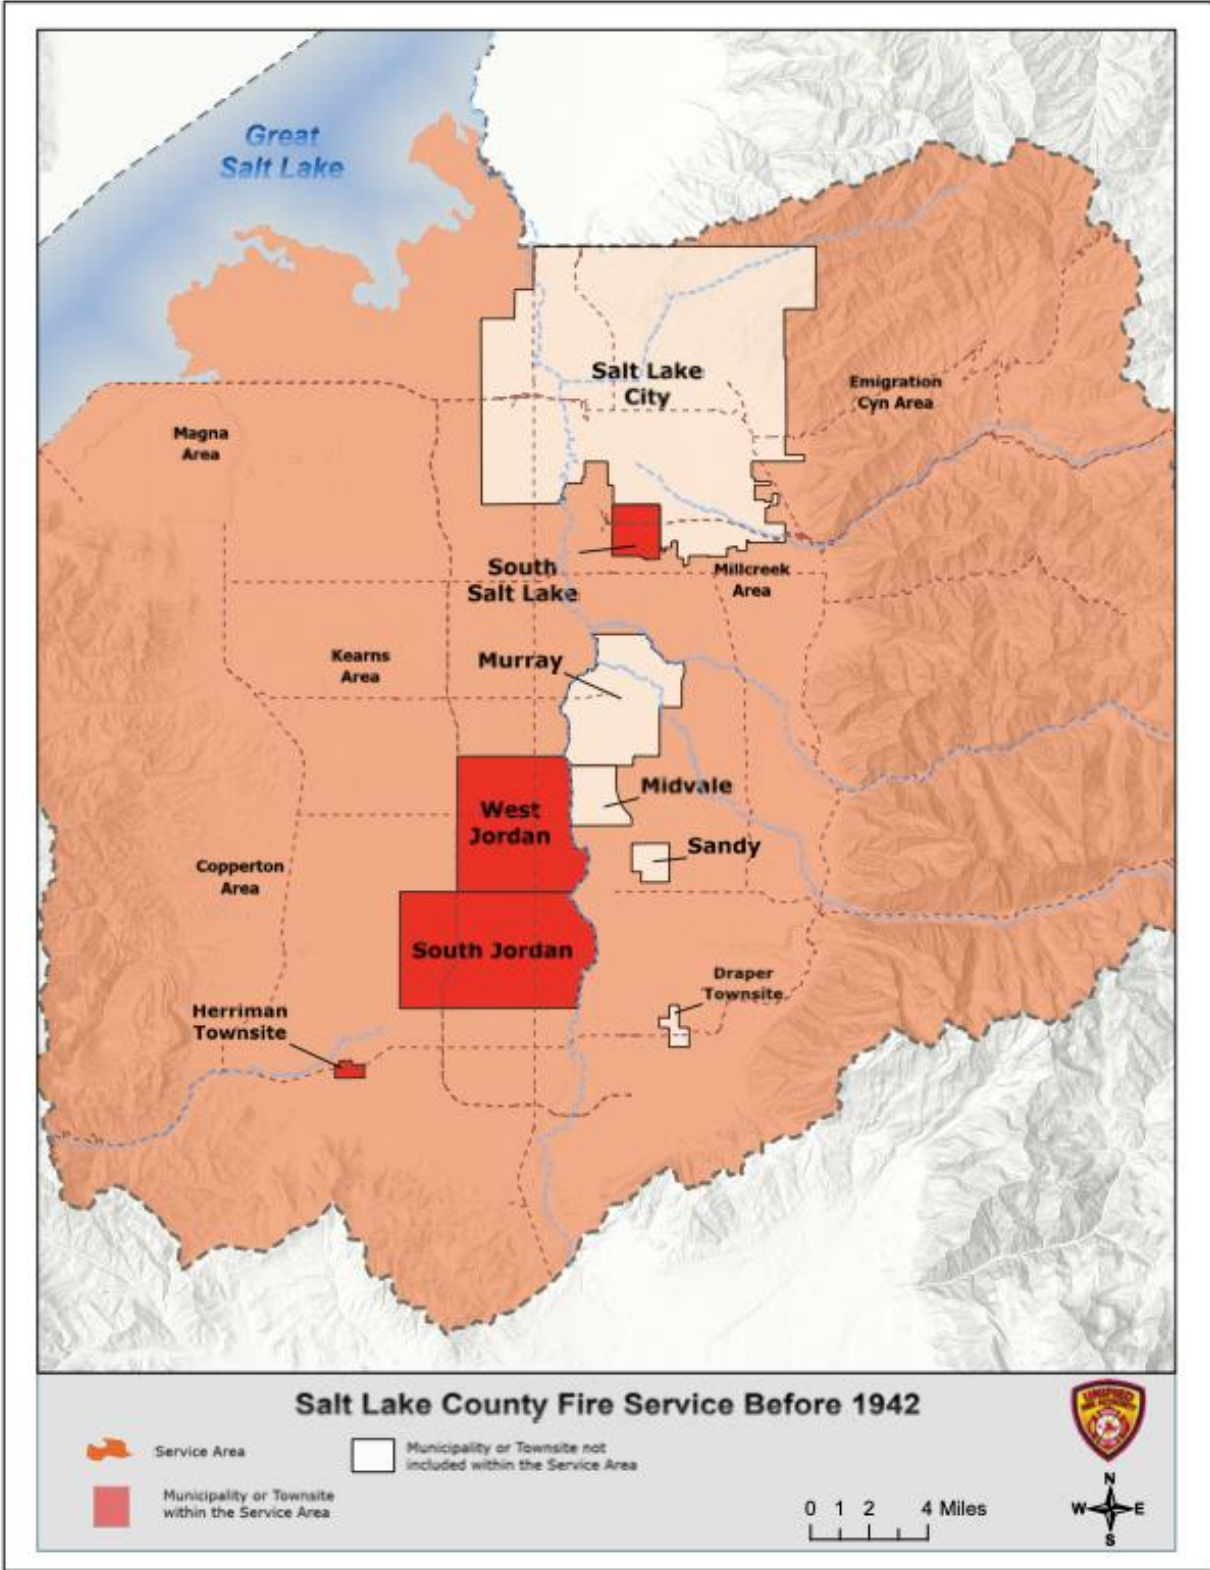 Great
Salt Lake
Salt Lake
City
Emigration
Cyn Area
Magna
Area
South
Salt Lake
Millcreek
Area
Kearns
Area
Murray
Midvale
West
Jordan
Sandy
Copperton
Area
South Jordan
Draper
Townsite
Herriman
Townsite
Salt Lake County Fire Service Before 1942
Service Area
Municipality or Townsite not
included within the Service Area
Municipality or Townsite
within the Service Area
0 1 2 4 Miles
UNIFIED
FIRE AUTHORITY
N
W E
S